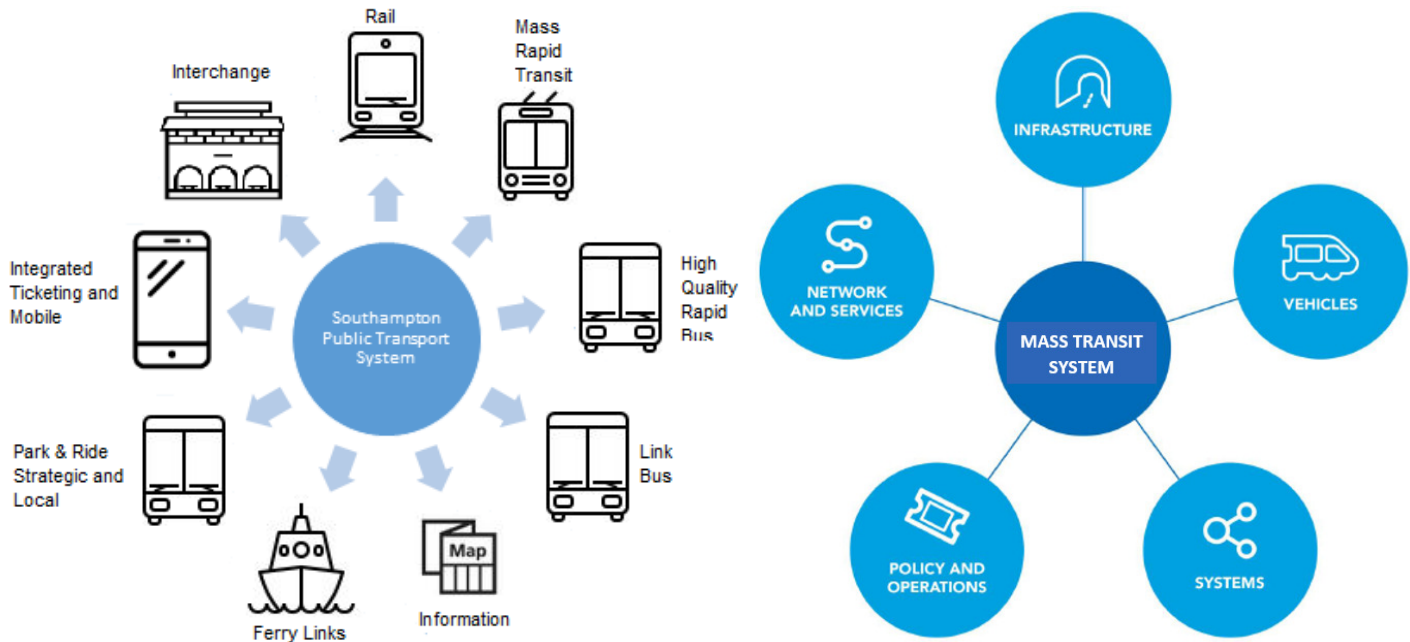 Rail
Mass
Rapid
Transit
Interchange
High
Quality
Rapid
Bus
Integrated
Ticketing and
Mobile
Southampton
Public Transport
System
Park & Ride
Strategic and
Local
Link
Bus
Map
Information
Ferry Links
INFRASTRUCTURE
NETWORK
AND SERVICES
VEHICLES
MASS TRANSIT
SYSTEM
POLICY AND
OPERATIONS
SYSTEMS